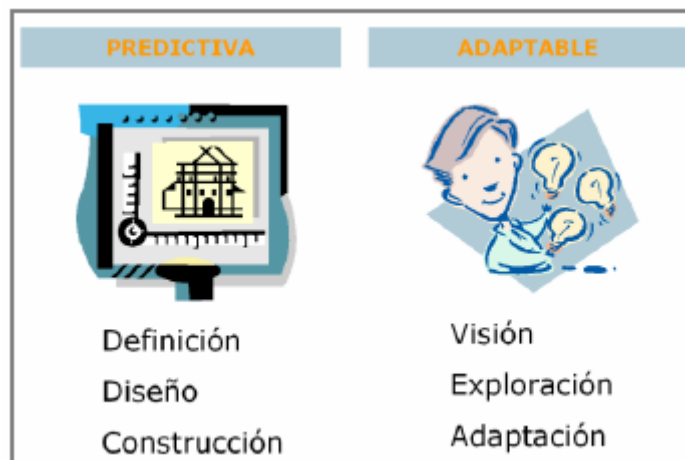 PREDICTIVA
ADAPTABLE
Definición
Diseño
Construcción
Visión
Exploración
Adaptación